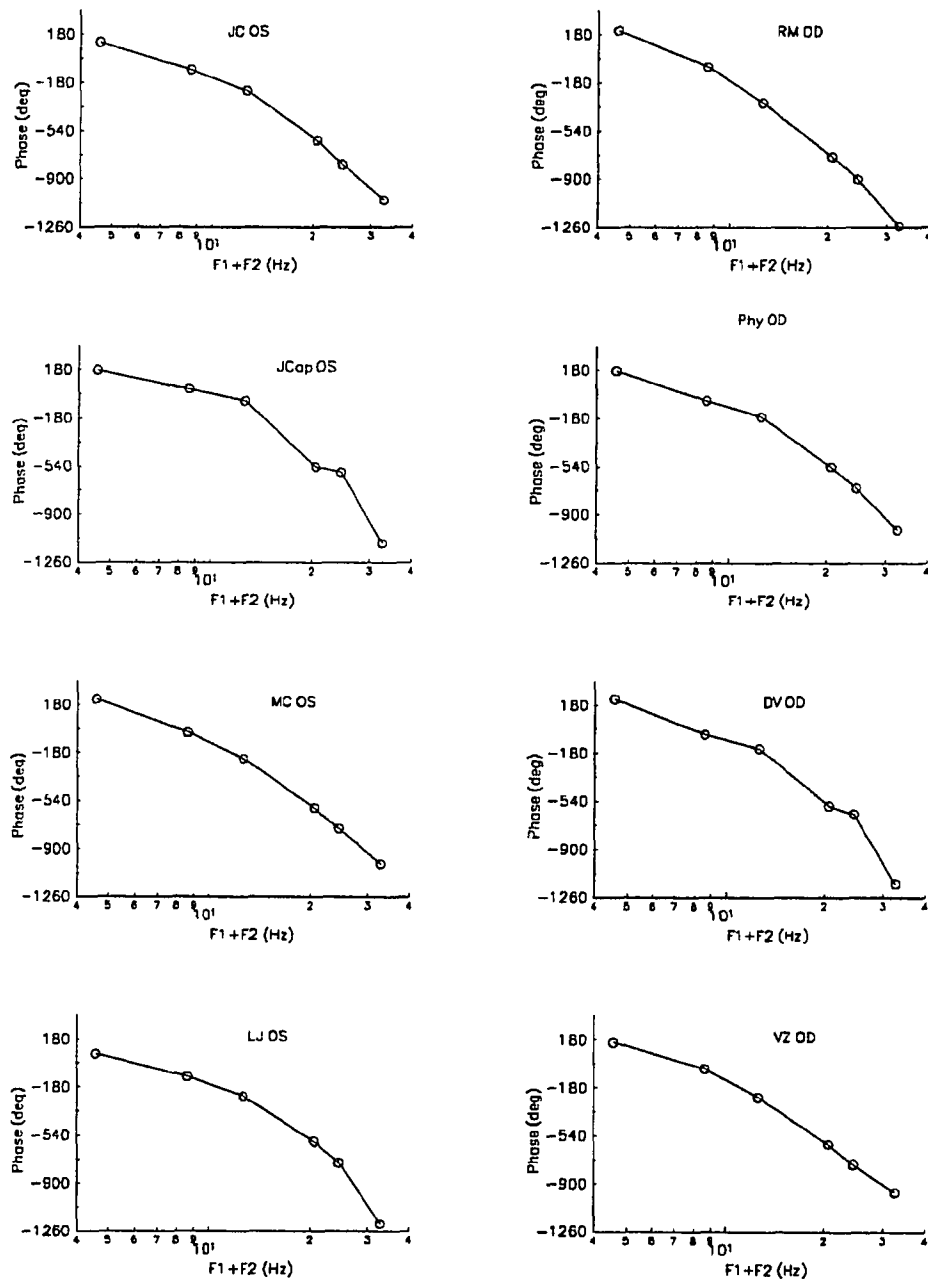 JC OS
180
-180
-540
-900
-1260
Phase (deg)
4 5 6 7 8 9 10¹ 2 3 4
F1+F2 (Hz)
RM OD
180
-180
-540
-900
-1260
Phase (deg)
4 5 6 7 8 9 10¹ 2 3 4
F1+F2 (Hz)
JCap OS
180
-180
-540
-900
-1260
Phase (deg)
4 5 6 7 8 9 10¹ 2 3 4
F1+F2 (Hz)
Phy OD
180
-180
-540
-900
-1260
Phase (deg)
4 5 6 7 8 9 10¹ 2 3 4
F1+F2 (Hz)
MC OS
180
-180
-540
-900
-1260
Phase (deg)
4 5 6 7 8 9 10¹ 2 3 4
F1+F2 (Hz)
DV OD
180
-180
-540
-900
-1260
Phase (deg)
4 5 6 7 8 9 10¹ 2 3 4
F1+F2 (Hz)
LJ OS
180
-180
-540
-900
-1260
Phase (deg)
4 5 6 7 8 9 10¹ 2 3 4
F1+F2 (Hz)
VZ OD
180
-180
-540
-900
-1260
Phase (deg)
4 5 6 7 8 9 10¹ 2 3 4
F1+F2 (Hz)